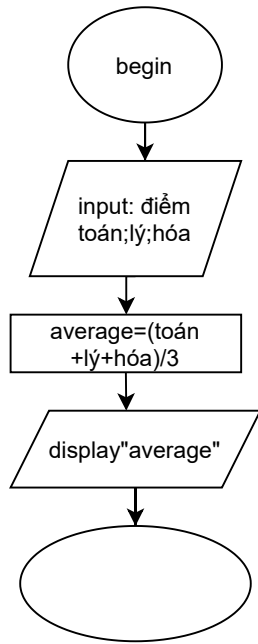 begin
input: điểm
toán;lý;hóa
average=(toán
+lý+hóa)/3
display"average"